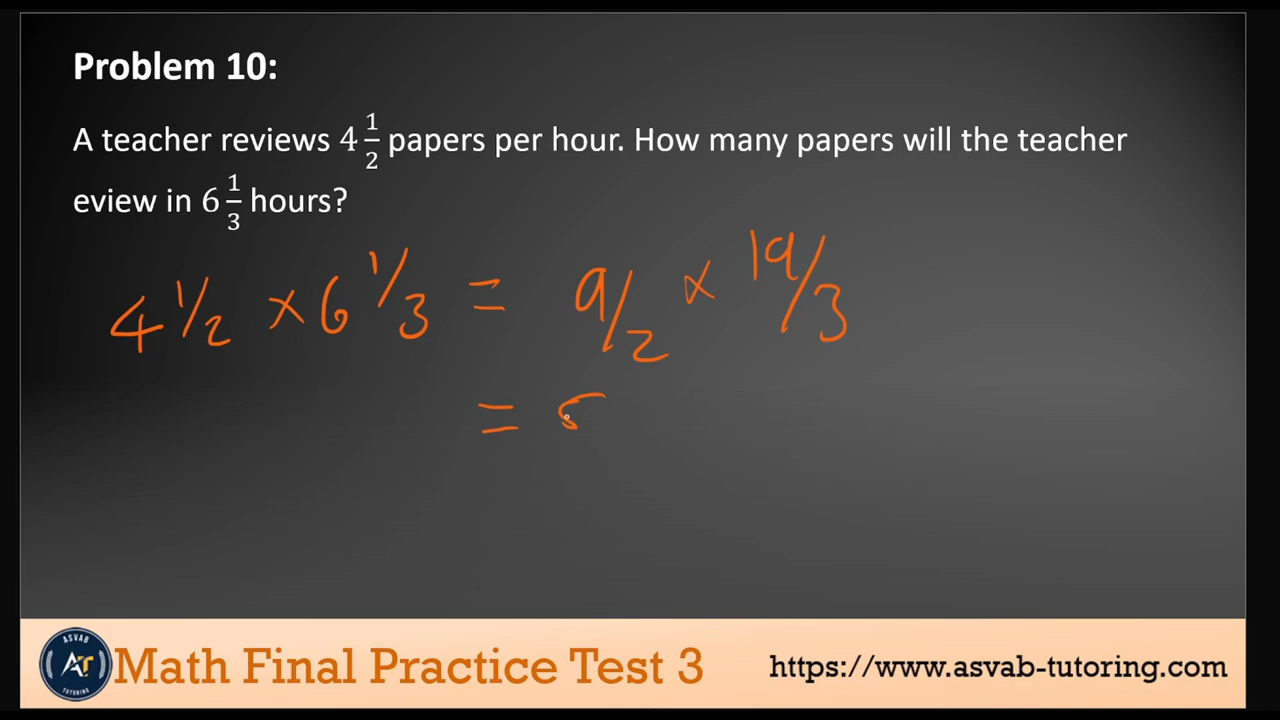 Problem 10:
A teacher reviews 4 1/2 papers per hour. How many papers will the teacher
eview in 6 1/3 hours?
4 1/2 × 6 1/3 = 9/2 × 19/3
= 5
ASVAB
AT
TUTORING
Math Final Practice Test 3
https://www.asvab-tutoring.com